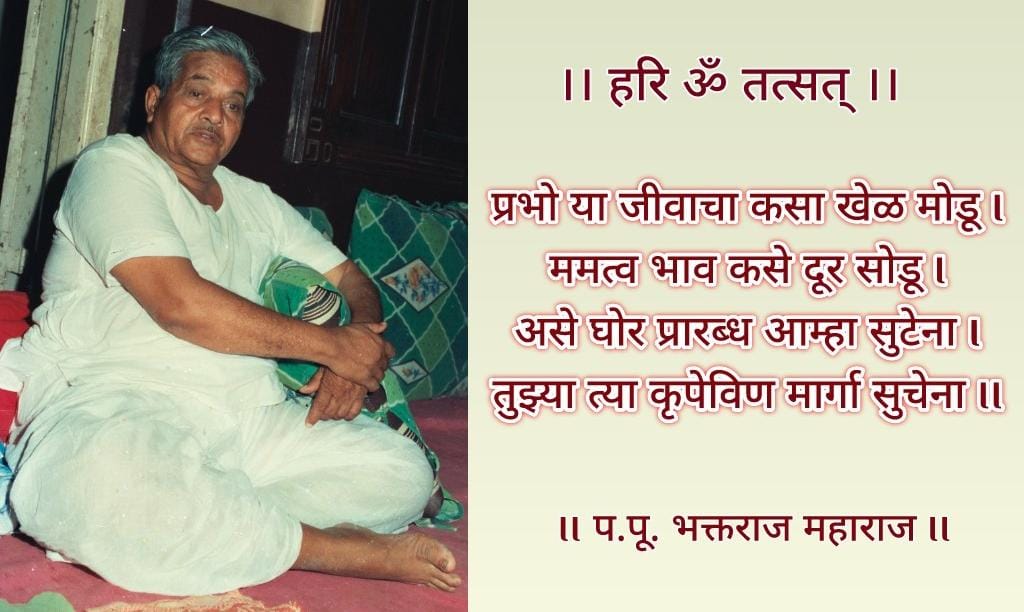 ।। हरि ॐ तत्सत् ।।
प्रभो या जीवाचा कसा खेळ मोडू ।
ममत्व भाव कसे दूर सोडू ।
असे घोर प्रारब्ध आम्हा सुटेना ।
तुझ्या त्या कृपेविण मार्गा सुचेना ॥
॥ प.पू. भक्तराज महाराज ॥